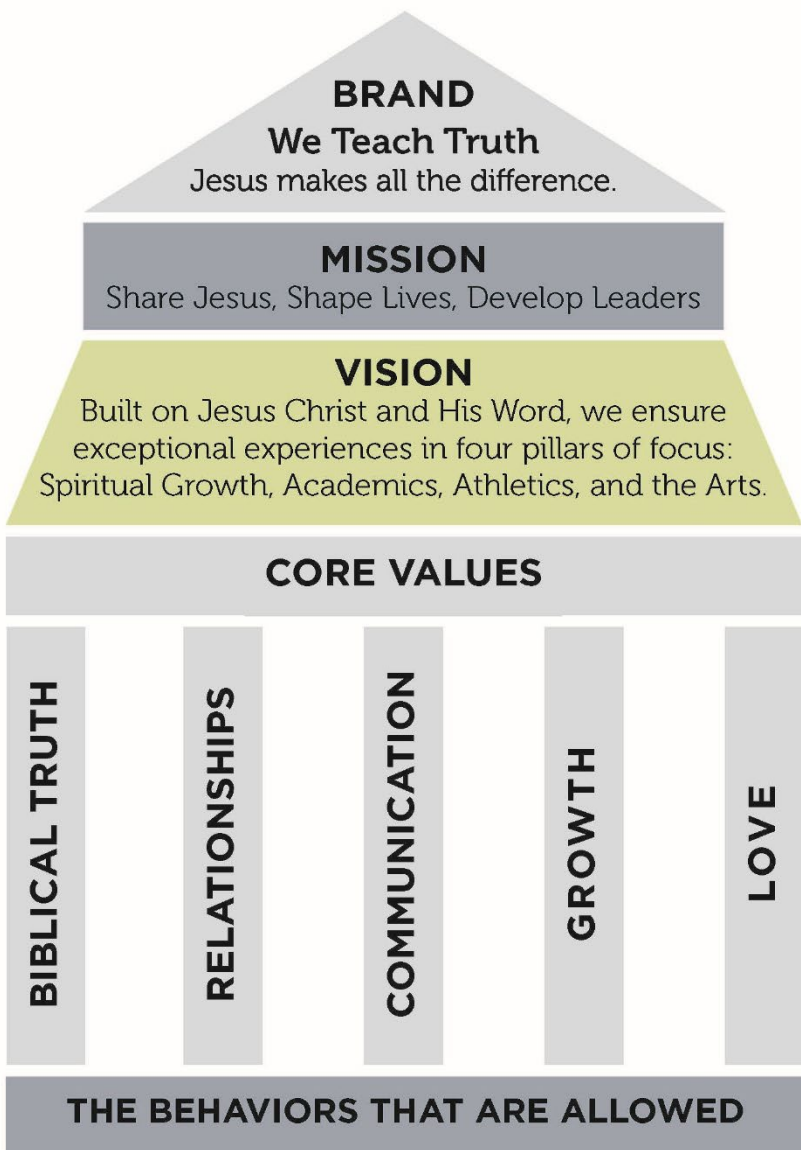 BRAND
We Teach Truth
Jesus makes all the difference.
MISSION
Share Jesus, Shape Lives, Develop Leaders
VISION
Built on Jesus Christ and His Word, we ensure
exceptional experiences in four pillars of focus:
Spiritual Growth, Academics, Athletics, and the Arts.
CORE VALUES
BIBLICAL TRUTH
RELATIONSHIPS
COMMUNICATION
GROWTH
LOVE
THE BEHAVIORS THAT ARE ALLOWED